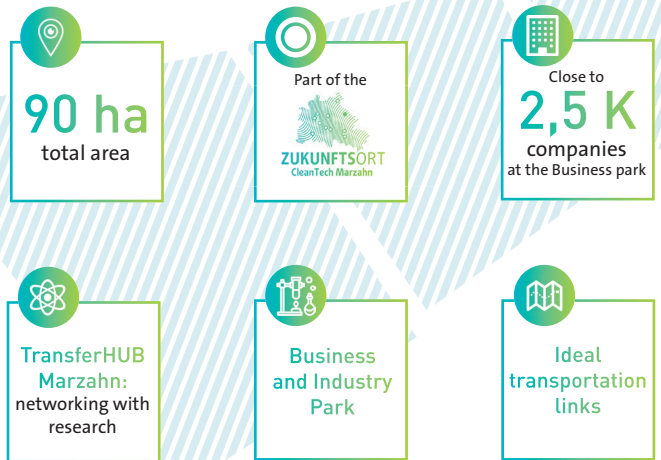 90 ha
total area
Part of the
ZUKUNFTSORT
CleanTech Marzahn
Close to
2,5 K
companies
at the Business park
TransferHUB
Marzahn:
networking with
research
Business
and Industry
Park
Ideal
transportation
links